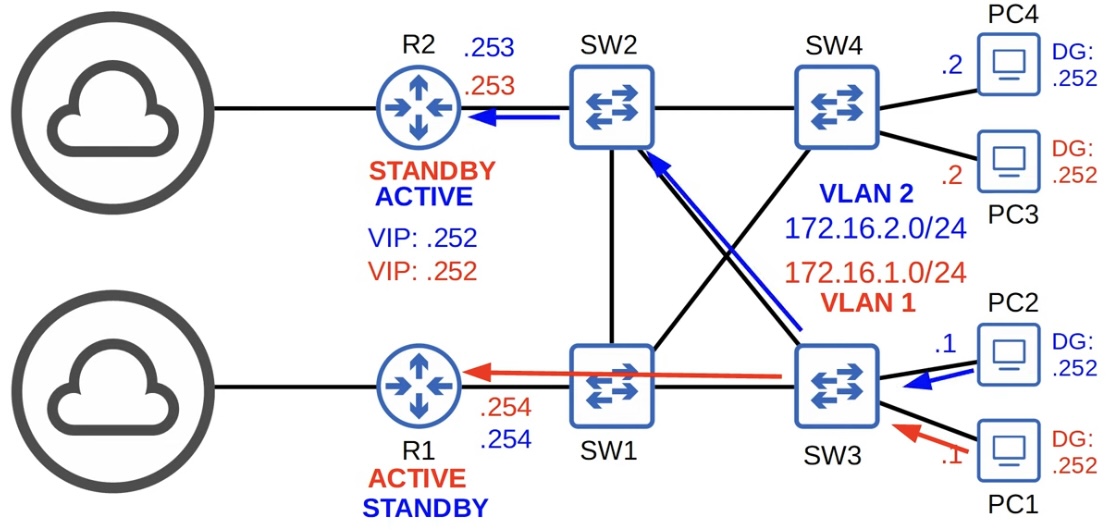 PC4
R2
.253
SW2
SW4
.2
DG:
.252
.253
STANDBY
ACTIVE
.2
DG:
.252
VLAN 2
PC3
VIP: .252
172.16.2.0/24
VIP: .252
172.16.1.0/24
VLAN 1
PC2
.1
DG:
.252
.254
.254
R1
SW1
SW3
.1
DG:
.252
ACTIVE
STANDBY
PC1